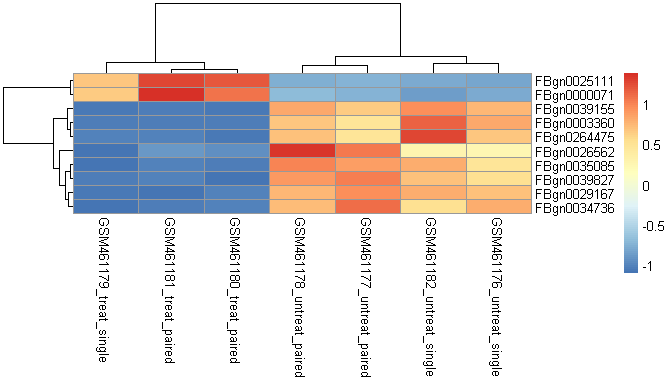 FBgn0025111
FBgn0000071
FBgn0039155
FBgn0003360
FBgn0264475
FBgn0026562
FBgn0035085
FBgn0039827
FBgn0029167
FBgn0034736
1
0.5
0
-0.5
-1
GSM461179_treat_single
GSM461181_treat_paired
GSM461180_treat_paired
GSM461178_untreat_paired
GSM461177_untreat_paired
GSM461182_untreat_single
GSM461176_untreat_single